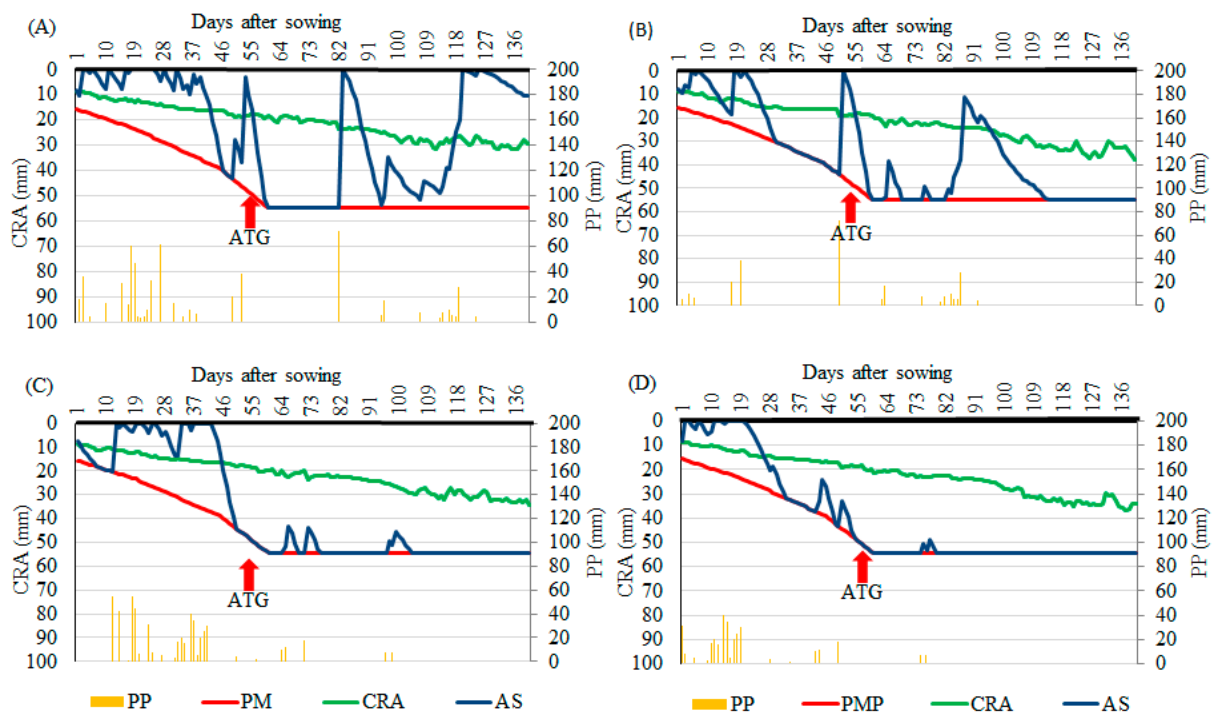 (A) Days after sowing
1 10 19 28 37 46 55 64 73 82 91 100 109 118 127 136
0 200
10 180
20 160
30 140
40 120
50 100
60 80
70 60
80 40
90 20
100 0
CRA (mm)
PP (mm)
ATG
(B) Days after sowing
1 10 19 28 37 46 55 64 73 82 91 100 109 118 127 136
0 200
10 180
20 160
30 140
40 120
50 100
60 80
70 60
80 40
90 20
100 0
CRA (mm)
PP (mm)
ATG
(C) Days after sowing
1 10 19 28 37 46 55 64 73 82 91 100 109 118 127 136
0 200
10 180
20 160
30 140
40 120
50 100
60 80
70 60
80 40
90 20
100 0
CRA (mm)
PP (mm)
ATG
(D) Days after sowing
1 10 19 28 37 46 55 64 73 82 91 100 109 118 127 136
0 200
10 180
20 160
30 140
40 120
50 100
60 80
70 60
80 40
90 20
100 0
CRA (mm)
PP (mm)
ATG
PP PM CRA AS
PP PMP CRA AS